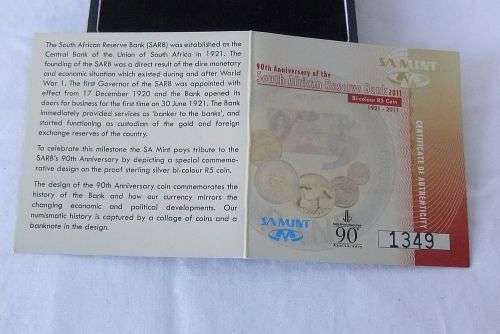 The South African Reserve Bank (SARB) was established as the
Central Bank of the Union of South Africa in 1921. The
founding of the SARB was a direct result of the dire monetary
and economic situation which existed during and after World
War 1. The first Governor of the SARB was appointed with
effect from 17 December 1920 and the Bank opened its
doors for business for the first time on 30 June 1921. The Bank
immediately provided services as 'banker to the banks', and
started functioning as custodian of the gold and foreign
exchange reserves of the country.
To celebrate this milestone the SA Mint pays tribute to the
SARB's 90th Anniversary by depicting a special commemo-
rative design on the proof sterling silver bi-colour R5 coin.
The design of the 90th Anniversary coin commemorates the
history of the Bank and how our currency mirrors the
changing economic and political developments. Our
numismatic history is captured by a collage of coins and a
banknote in the design.
SA MINT
90th Anniversary of the
South African Reserve Bank 2011
Bi-colour R5 Coin
1921 - 2011
CERTIFICATE OF AUTHENTICITY
SA MINT
90
1349